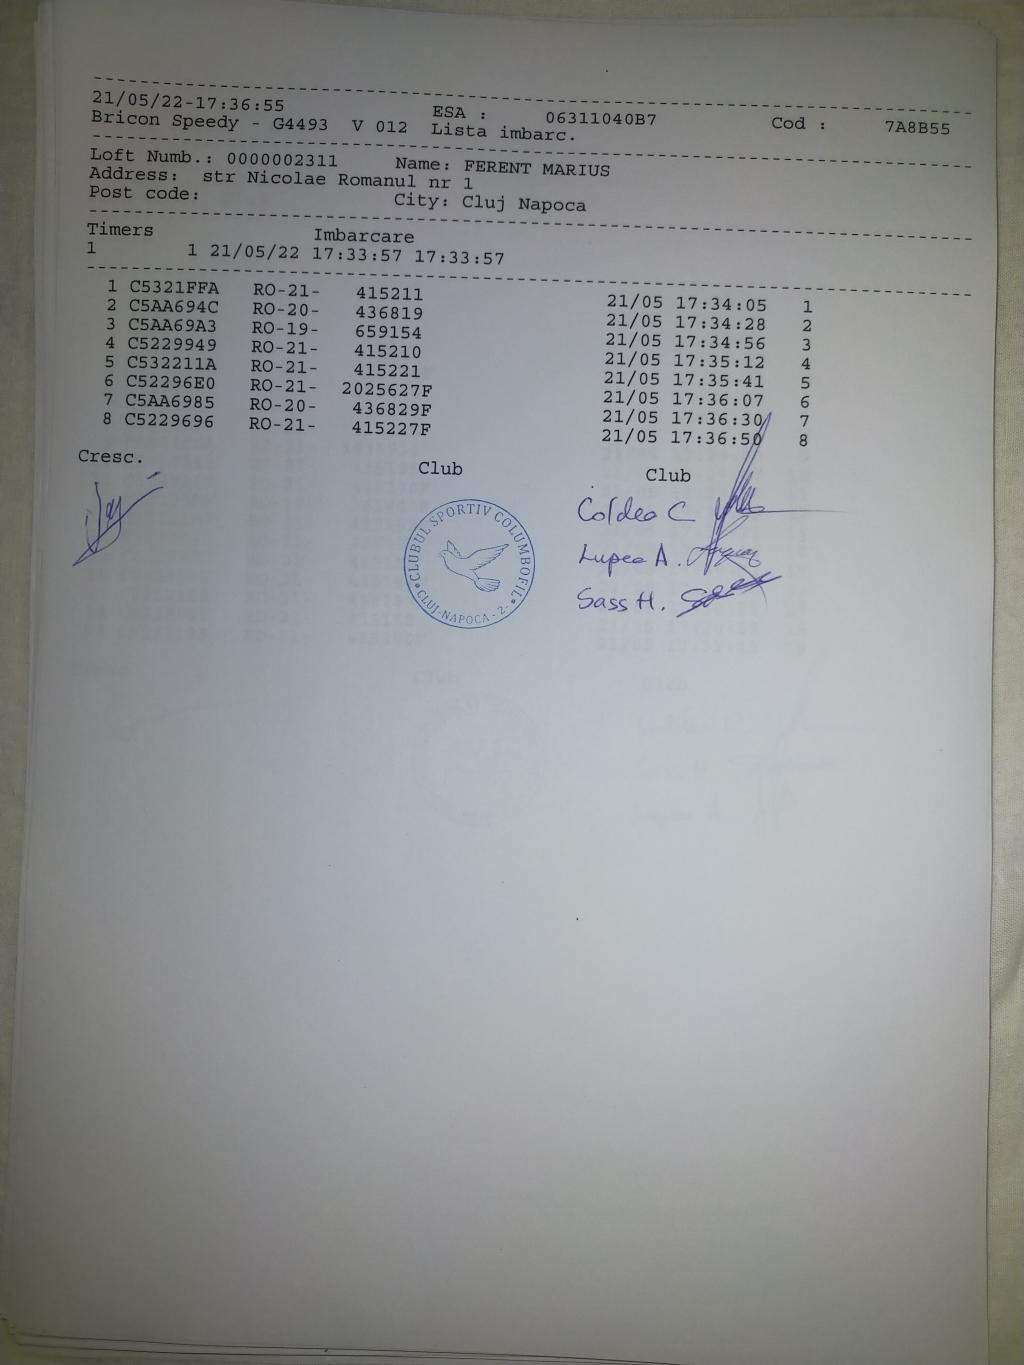 21/05/22-17:36:55 ESA : 06311040B7 Cod : 7A8B55
Bricon Speedy - G4493 V 012 Lista imbarc.
Loft Numb.: 0000002311 Name: FERENT MARIUS
Address: str Nicolae Romanul nr 1
Post code: City: Cluj Napoca
Timers Imbarcare
1 1 21/05/22 17:33:57 17:33:57
1 C5321FFA RO-21- 415211 21/05 17:34:05 1
2 C5AA694C RO-20- 436819 21/05 17:34:28 2
3 C5AA69A3 RO-19- 659154 21/05 17:34:56 3
4 C5229949 RO-21- 415210 21/05 17:35:12 4
5 C532211A RO-21- 415221 21/05 17:35:41 5
6 C52296E0 RO-21- 2025627F 21/05 17:36:07 6
7 C5AA6985 RO-20- 436829F 21/05 17:36:30 7
8 C5229696 RO-21- 415227F 21/05 17:36:50 8
Cresc. Club Club
Coldea C
Lupea A.
Sass H.
CLUBUL SPORTIV COLUMBOFIL
CLUJ-NAPOCA - 2 -